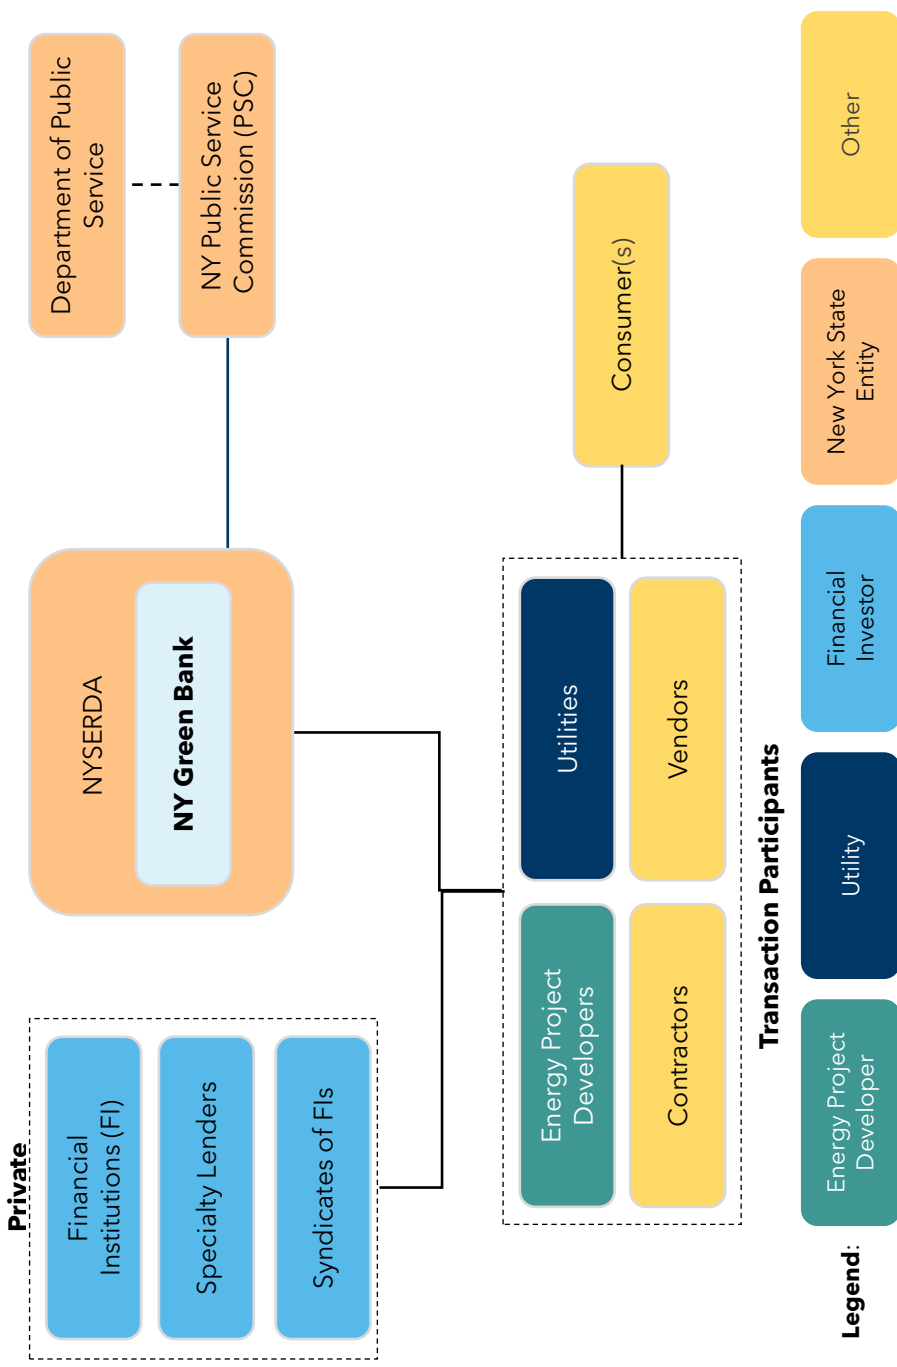 Private
Financial
Institutions (FI)
Specialty Lenders
Syndicates of FIs
NYSERDA
NY Green Bank
Department of Public
Service
NY Public Service
Commission (PSC)
Energy Project
Developers
Utilities
Contractors
Vendors
Consumer(s)
Transaction Participants
Legend:
Energy Project
Developer
Utility
Financial
Investor
New York State
Entity
Other